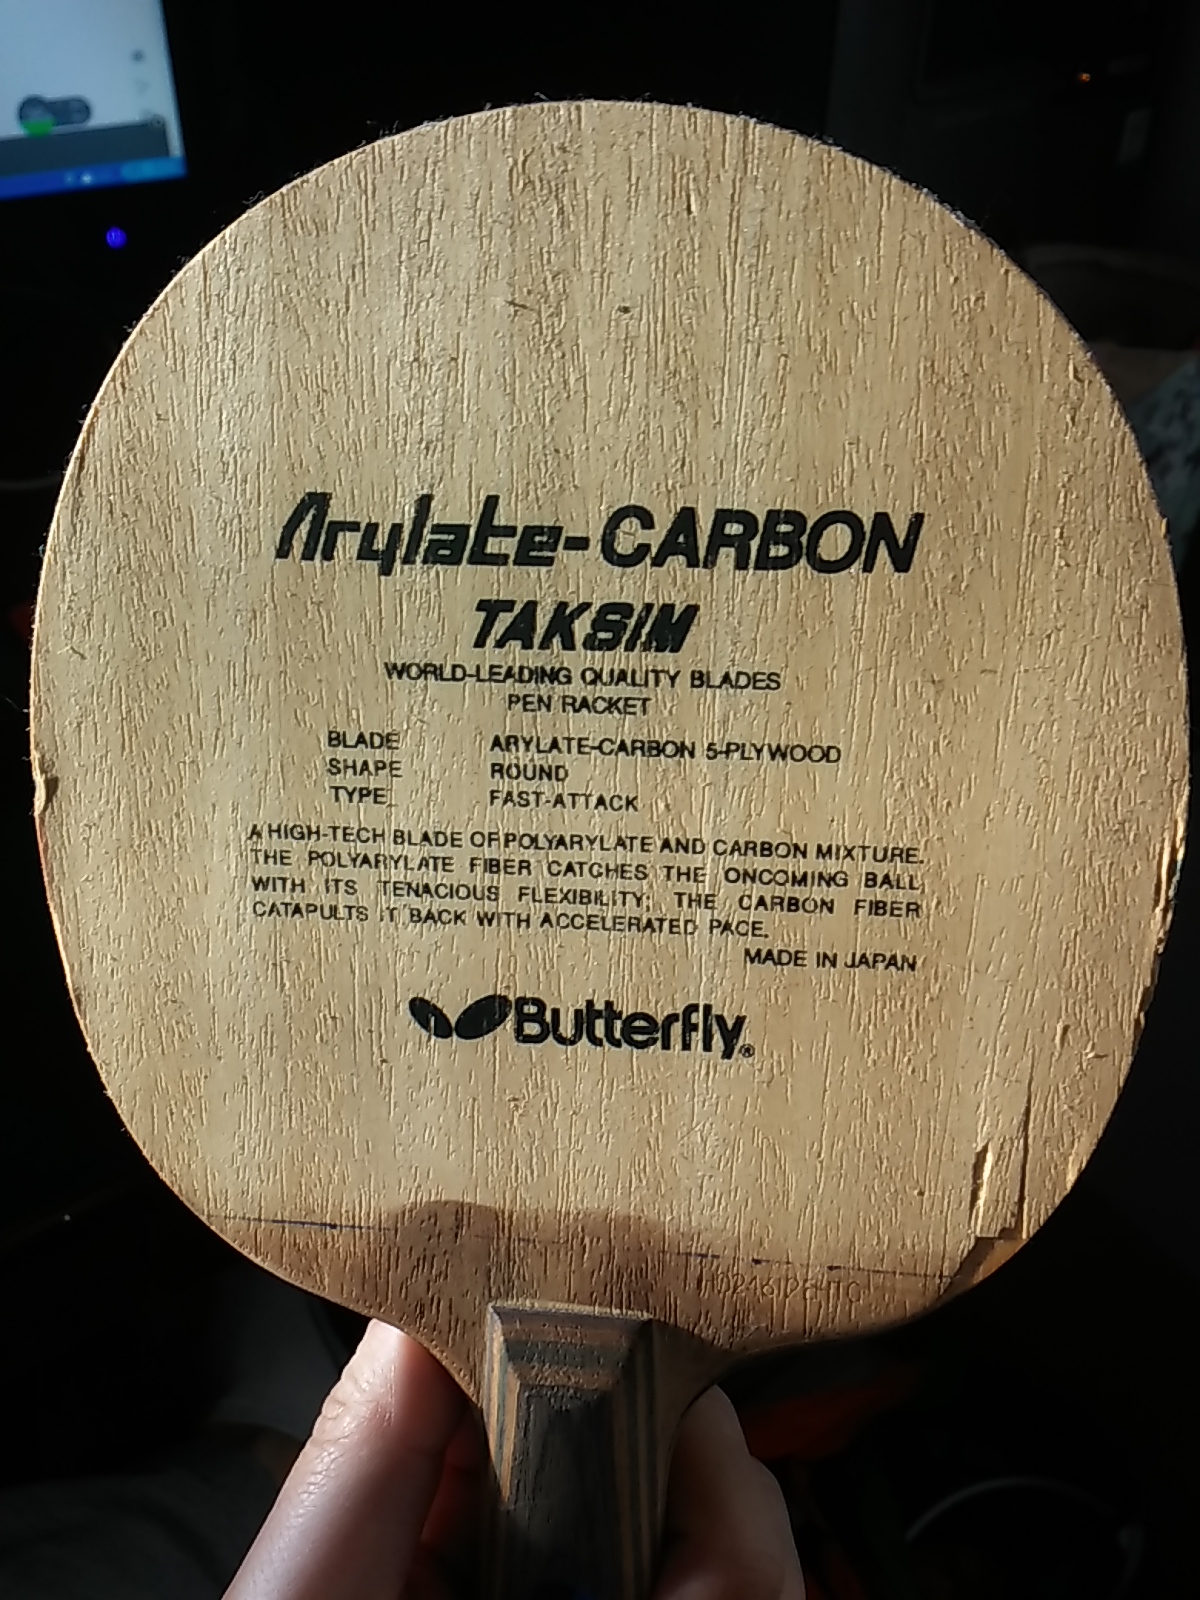 Arylate-CARBON
TAKSIM
WORLD-LEADING QUALITY BLADES
PEN RACKET
BLADE ARYLATE-CARBON 5-PLYWOOD
SHAPE ROUND
TYPE FAST-ATTACK
A HIGH-TECH BLADE OF POLYARYLATE AND CARBON MIXTURE.
THE POLYARYLATE FIBER CATCHES THE ONCOMING BALL
WITH ITS TENACIOUS FLEXIBILITY; THE CARBON FIBER
CATAPULTS IT BACK WITH ACCELERATED PACE.
MADE IN JAPAN
Butterfly®